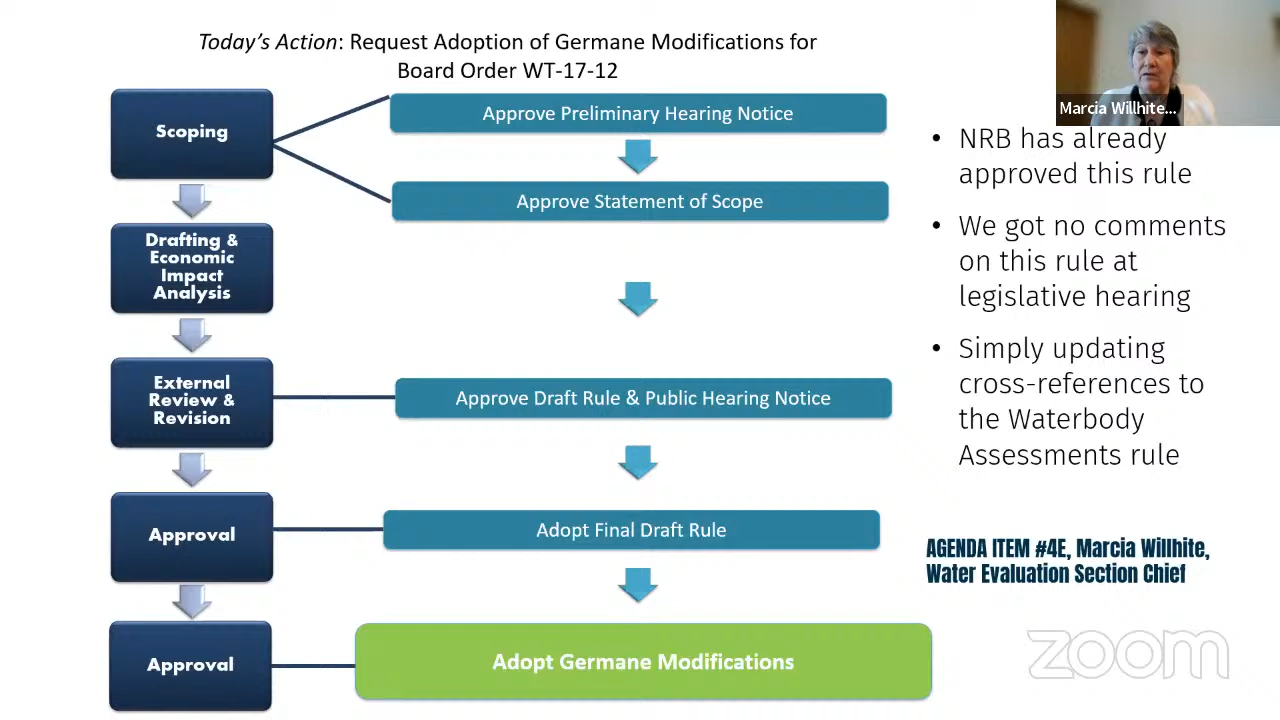 Today's Action: Request Adoption of Germane Modifications for
Board Order WT-17-12
Marcia Willhite...
Scoping
Approve Preliminary Hearing Notice
Approve Statement of Scope
Drafting &
Economic
Impact
Analysis
External
Review &
Revision
Approve Draft Rule & Public Hearing Notice
Approval
Adopt Final Draft Rule
Approval
Adopt Germane Modifications
• NRB has already
approved this rule
• We got no comments
on this rule at
legislative hearing
• Simply updating
cross-references to
the Waterbody
Assessments rule
AGENDA ITEM #4E, Marcia Willhite,
Water Evaluation Section Chief
zoom